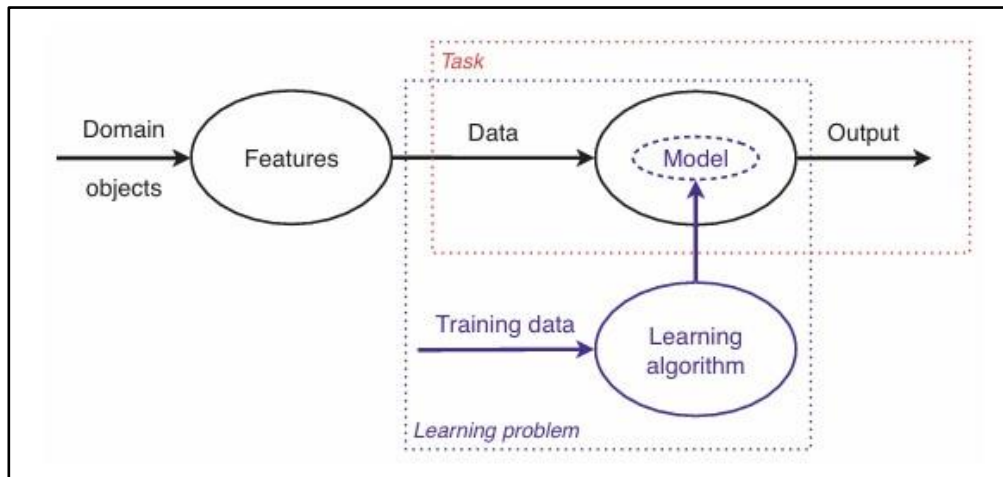 Task
Domain
objects
Features
Data
Model
Output
Training data
Learning
algorithm
Learning problem